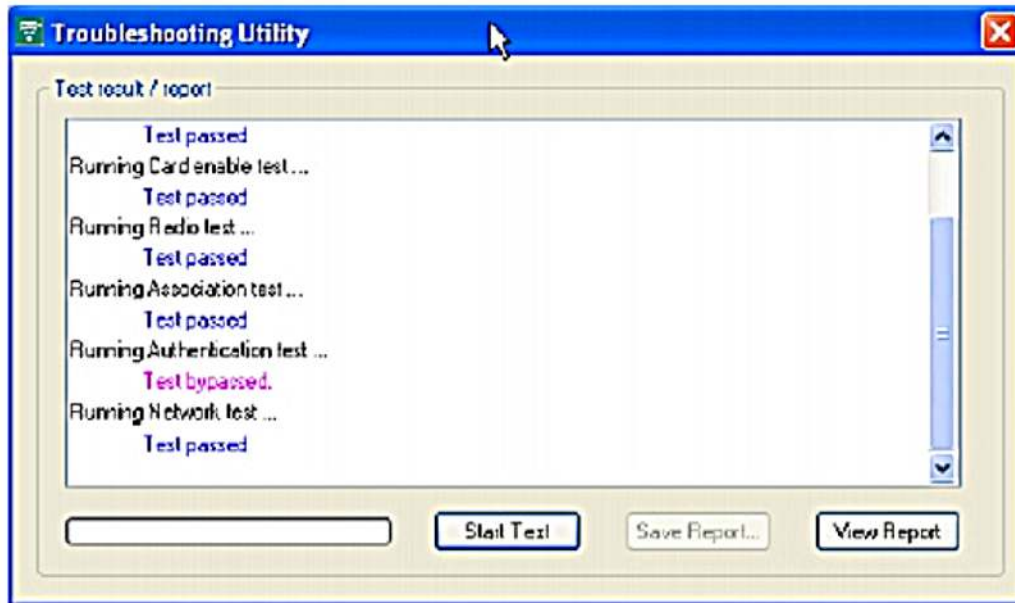 Troubleshooting Utility
Test result / report
Test passed
Running Card enable test ...
Test passed
Running Radio test ...
Test passed
Running Association test ...
Test passed
Running Authentication test ...
Test bypassed.
Running Network test ...
Test passed
Start Test
Save Report...
View Report